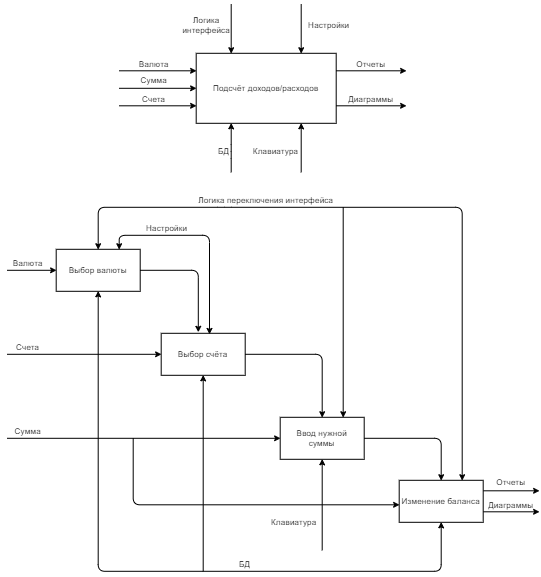 Логика
интерфейса
Настройки
Валюта
Сумма
Счета
Подсчёт доходов/расходов
Отчеты
Диаграммы
БД
Клавиатура
Логика переключения интерфейса
Настройки
Валюта
Выбор валюты
Счета
Выбор счёта
Сумма
Ввод нужной
суммы
Изменение баланса
Отчеты
Диаграммы
Клавиатура
БД